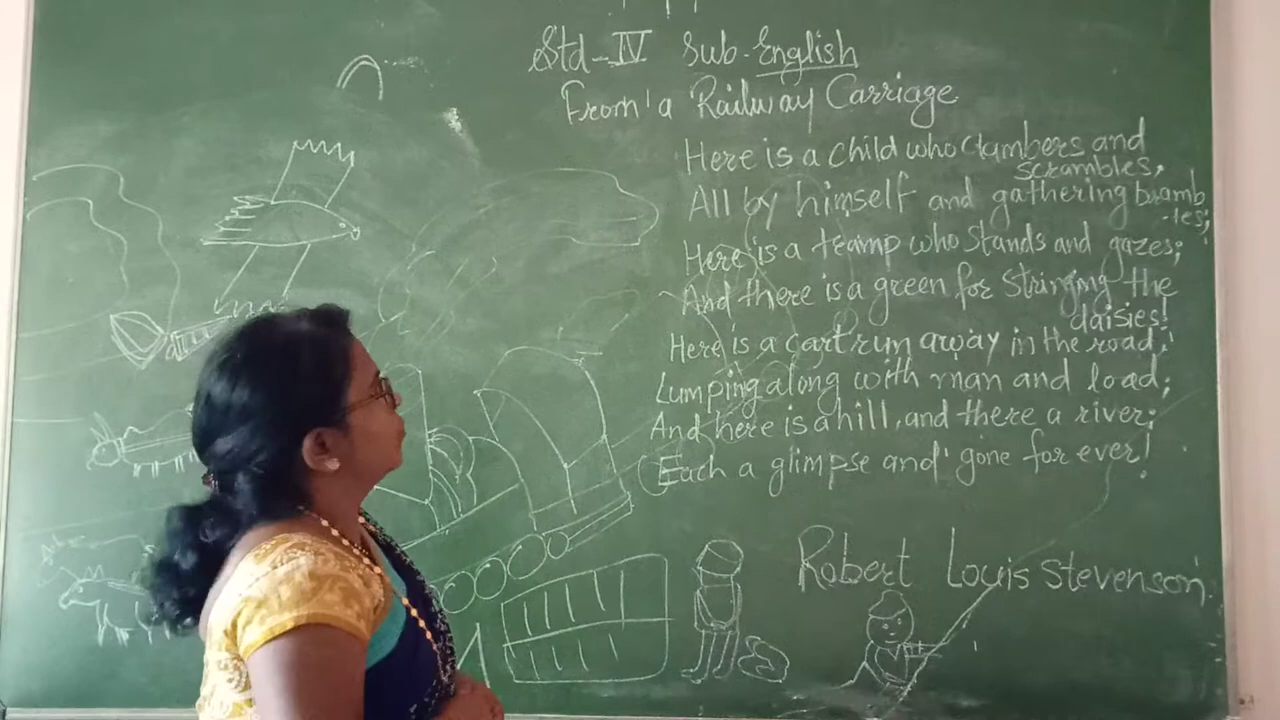 Std-IV Sub-English
From a Railway Carriage
Here is a child who clambers and
scrambles,
All by himself and gathering bramb
-les;
Here is a tramp who stands and gazes;
And there is a green for stringing the
daisies!
Here is a cart run away in the road;
Lumping along with man and load;
And here is a hill, and there a river;
Each a glimpse and gone for ever!
Robert Louis Stevenson.